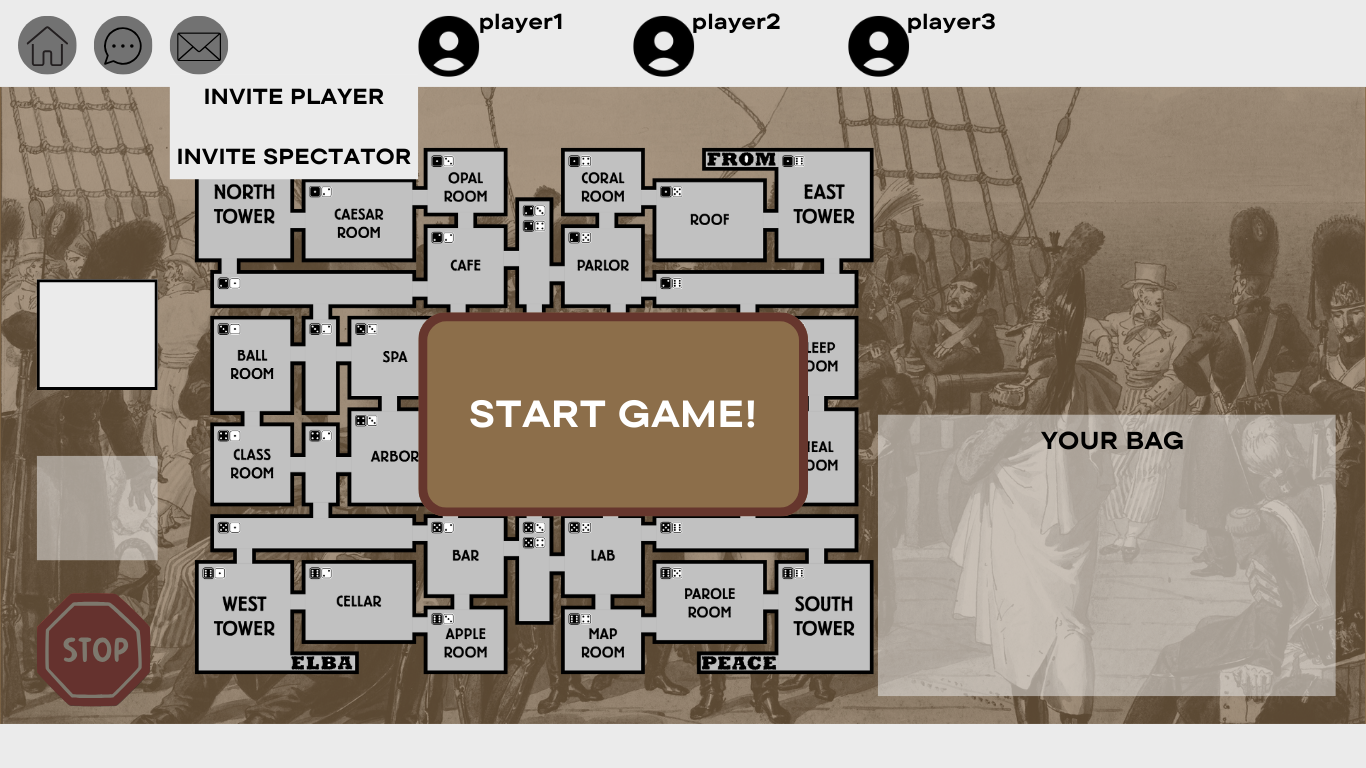 player1
player2
player3
INVITE PLAYER
INVITE SPECTATOR
FROM
NORTH
TOWER
CAESAR
ROOM
OPAL
ROOM
CORAL
ROOM
ROOF
EAST
TOWER
CAFE
PARLOR
BALL
ROOM
SPA
LEEP
OOM
START GAME!
CLASS
ROOM
ARBOR
EAL
OOM
YOUR BAG
BAR
LAB
WEST
TOWER
CELLAR
PAROLE
ROOM
SOUTH
TOWER
APPLE
ROOM
MAP
ROOM
STOP
ELBA
PEACE